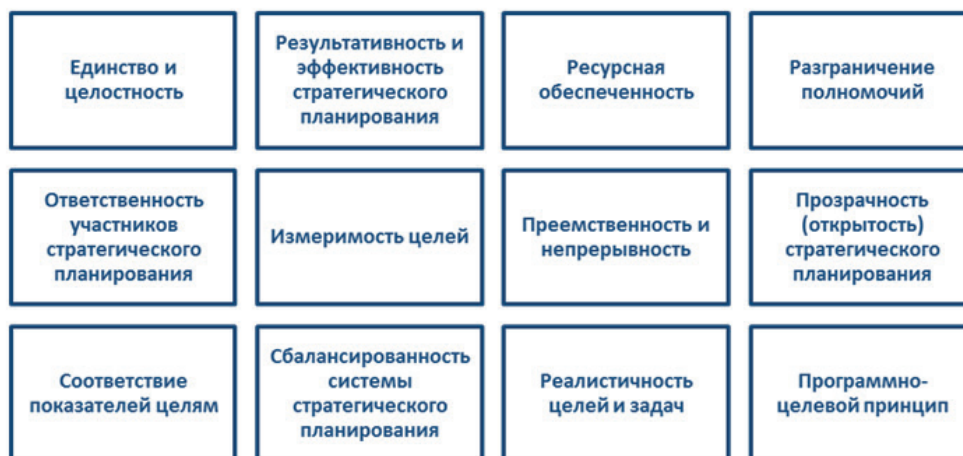 Единство и
целостность
Результативность и
эффективность
стратегического
планирования
Ресурсная
обеспеченность
Разграничение
полномочий
Ответственность
участников
стратегического
планирования
Измеримость целей
Преемственность и
непрерывность
Прозрачность
(открытость)
стратегического
планирования
Соответствие
показателей целям
Сбалансированность
системы
стратегического
планирования
Реалистичность
целей и задач
Программно-
целевой принцип